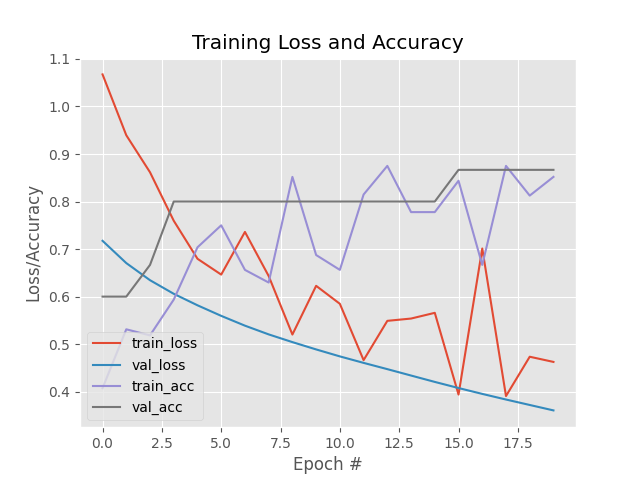 Training Loss and Accuracy
Loss/Accuracy
1.1
1.0
0.9
0.8
0.7
0.6
0.5
0.4
train_loss
val_loss
train_acc
val_acc
0.0 2.5 5.0 7.5 10.0 12.5 15.0 17.5
Epoch #